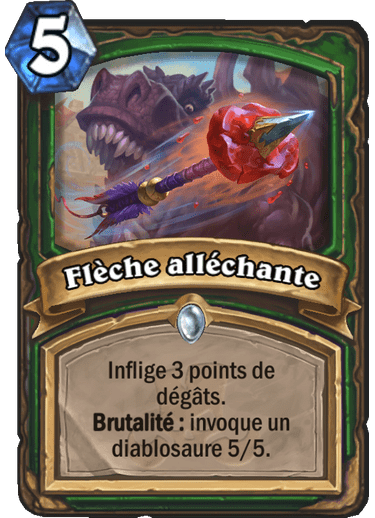 5
Flèche alléchante
Inflige 3 points de
dégâts.
Brutalité : invoque un
diablosaure 5/5.